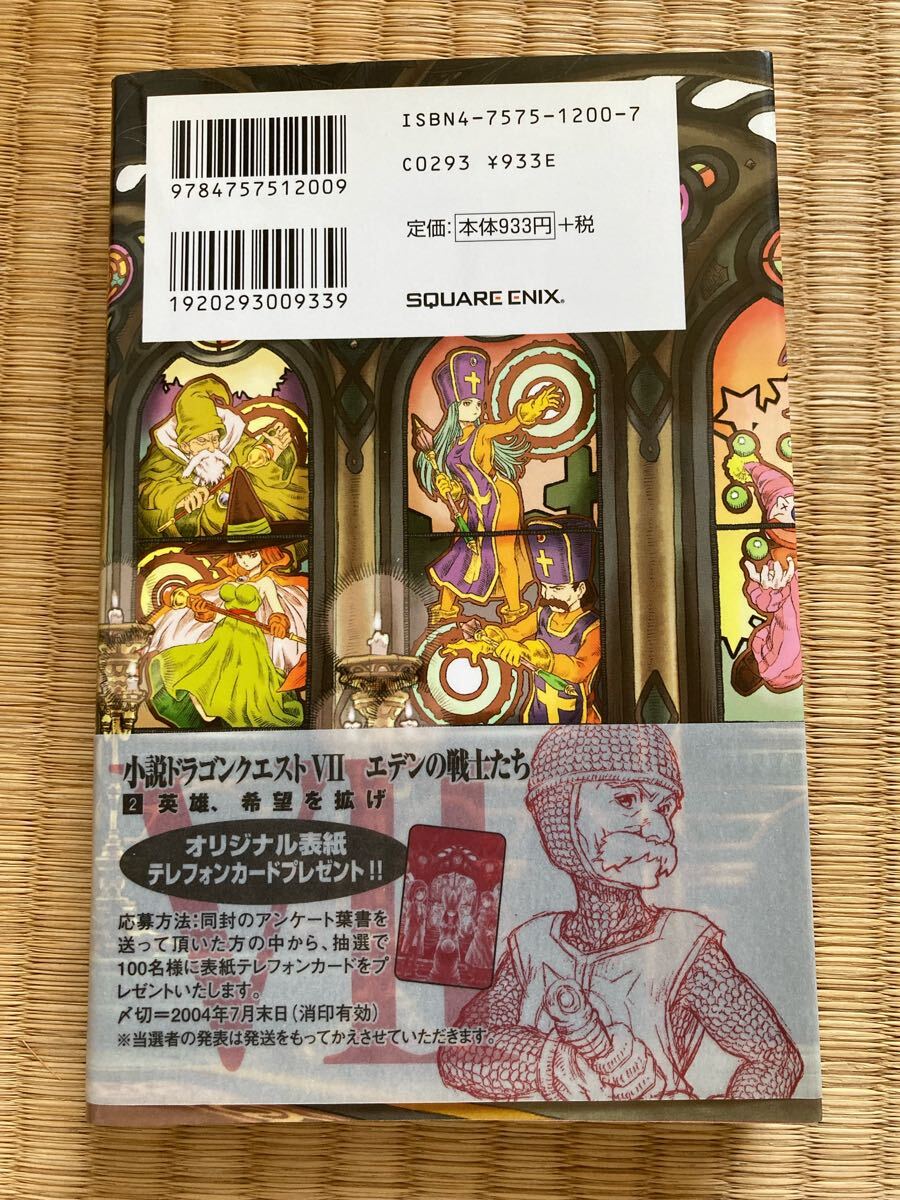 ISBN4-7575-1200-7
9784757512009
C0293 ¥933E
定価:本体933円+税
1920293009339
SQUARE ENIX®
VII
小説ドラゴンクエストVII エデンの戦士たち
2 英雄、希望を拡げ
オリジナル表紙
テレフォンカードプレゼント!!
応募方法:同封のアンケート葉書を
送って頂いた方の中から、抽選で
100名様に表紙テレフォンカードをプ
レゼントいたします。
〆切=2004年7月末日(消印有効)
※当選者の発表は発送をもってかえさせていただきます。